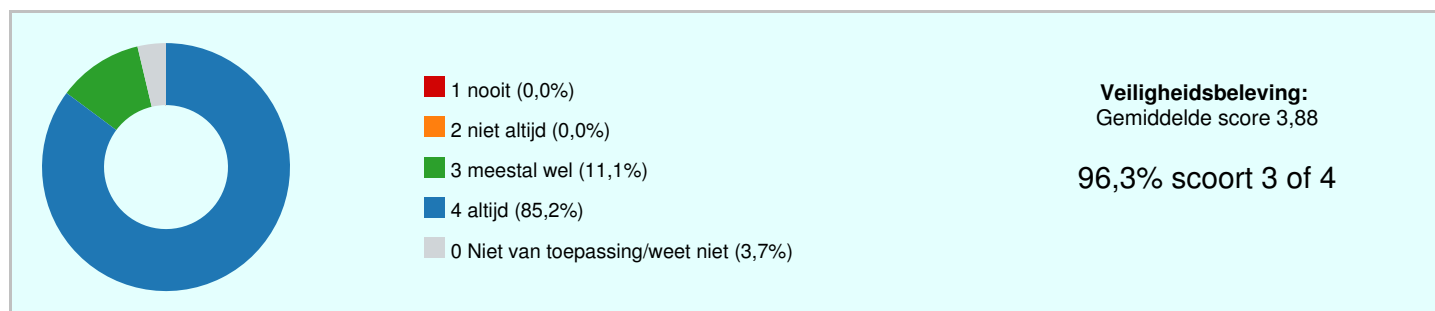 1 nooit (0,0%)
2 niet altijd (0,0%)
3 meestal wel (11,1%)
4 altijd (85,2%)
0 Niet van toepassing/weet niet (3,7%)
Veiligheidsbeleving:
Gemiddelde score 3,88
96,3% scoort 3 of 4